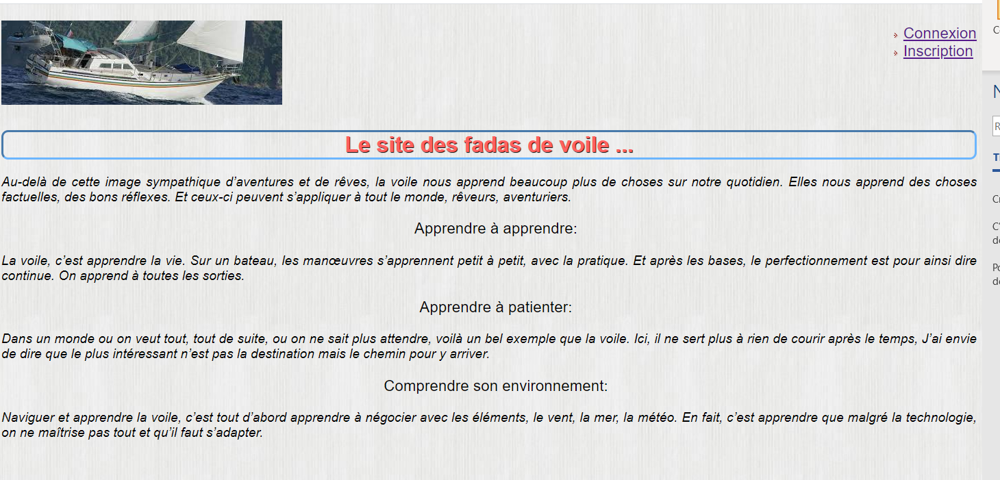 Connexion
Inscription
Le site des fadas de voile ...
Au-delà de cette image sympathique d’aventures et de rêves, la voile nous apprend beaucoup plus de choses sur notre quotidien. Elles nous apprend des choses
factuelles, des bons réflexes. Et ceux-ci peuvent s’appliquer à tout le monde, rêveurs, aventuriers.
Apprendre à apprendre:
La voile, c’est apprendre la vie. Sur un bateau, les manœuvres s’apprennent petit à petit, avec la pratique. Et après les bases, le perfectionnement est pour ainsi dire
continue. On apprend à toutes les sorties.
Apprendre à patienter:
Dans un monde ou on veut tout, tout de suite, ou on ne sait plus attendre, voilà un bel exemple que la voile. Ici, il ne sert plus à rien de courir après le temps, J’ai envie
de dire que le plus intéressant n’est pas la destination mais le chemin pour y arriver.
Comprendre son environnement:
Naviguer et apprendre la voile, c’est tout d’abord apprendre à négocier avec les éléments, le vent, la mer, la météo. En fait, c’est apprendre que malgré la technologie,
on ne maîtrise pas tout et qu’il faut s’adapter.